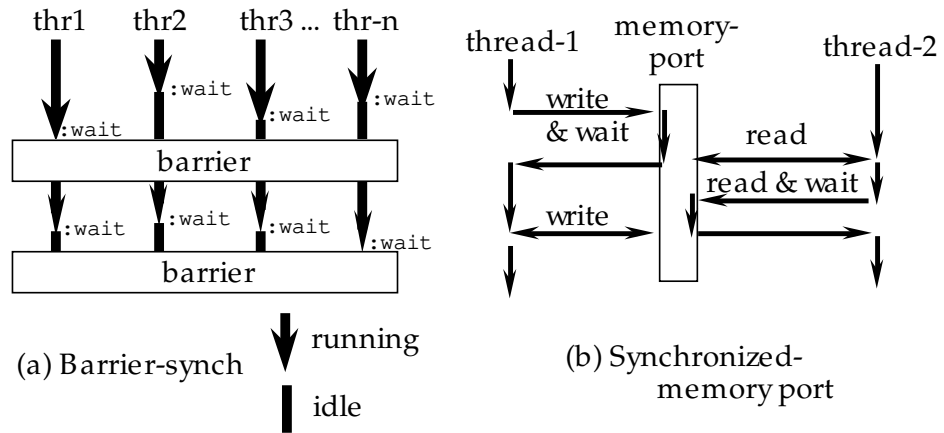 thr1 thr2 thr3 ... thr-n
:wait
:wait
:wait
:wait
barrier
:wait
:wait
:wait
:wait
barrier
running
(a) Barrier-synch
idle
memory-
port
thread-1
thread-2
write
& wait
read
read & wait
write
(b) Synchronized-
memory port